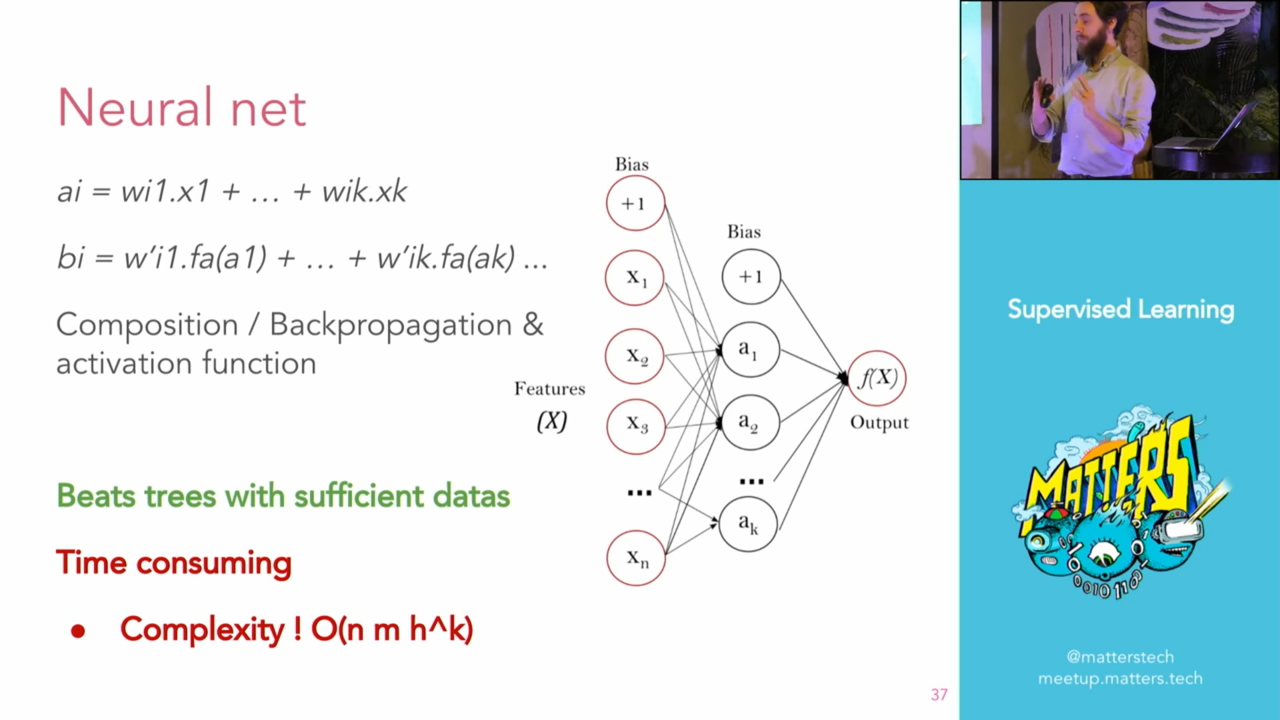 Neural net
ai = wi1.x1 + … + wik.xk
bi = w’i1.fa(a1) + … + w’ik.fa(ak) ...
Composition / Backpropagation &
activation function
Beats trees with sufficient datas
Time consuming
● Complexity ! O(n m h^k)
Features
(X)
Bias
+1
x1
x2
x3
...
xn
Bias
+1
a1
a2
...
ak
f(X)
Output
37
Supervised Learning
MATTERS
@matterstech
meetup.matters.tech